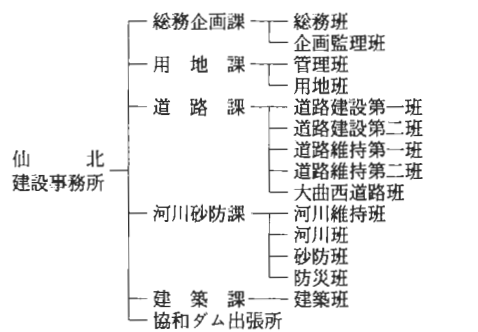 総務企画課 総務班
企画監理班
用地課 管理班
用地班
道路課 道路建設第一班
道路建設第二班
道路維持第一班
道路維持第二班
大曲西道路班
仙北
建設事務所
河川砂防課 河川維持班
河川班
砂防班
防災班
建築課 建築班
協和ダム出張所